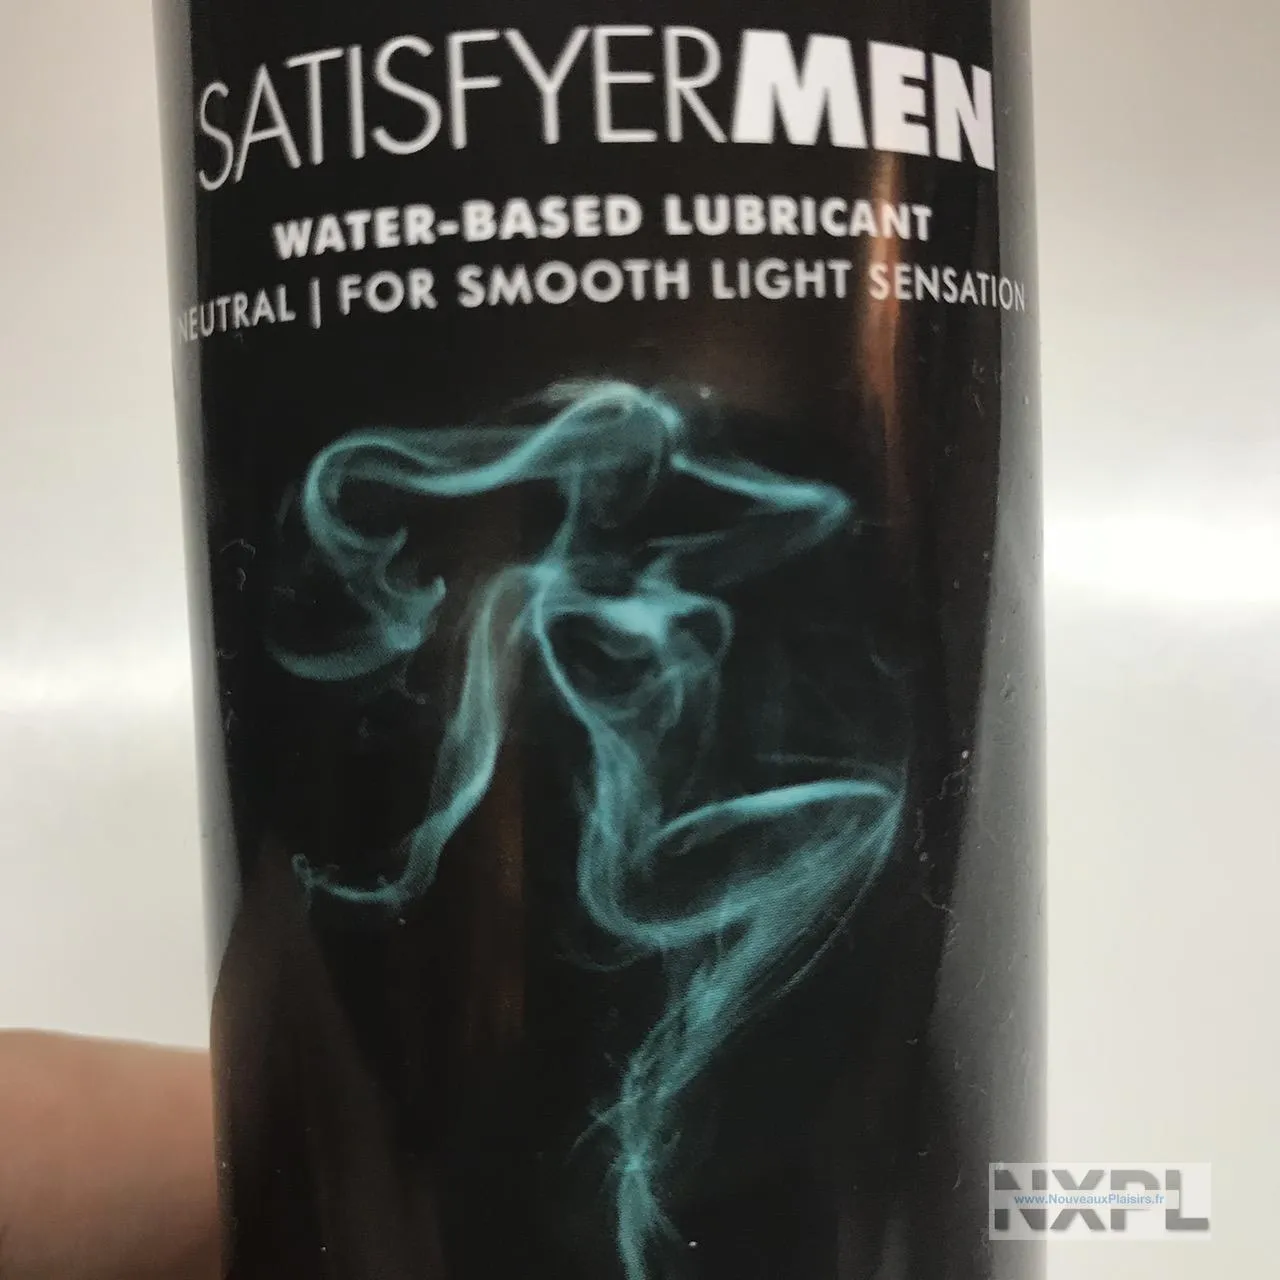 SATISFYERMEN
WATER-BASED LUBRICANT
NEUTRAL | FOR SMOOTH LIGHT SENSATION
NXPL
www.NouveauxPlaisirs.fr